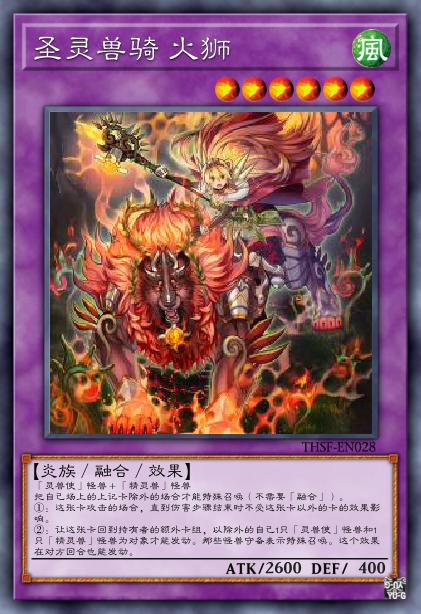 圣灵兽骑 火狮
風
THSF-EN028
【炎族／融合／效果】
「灵兽使」怪兽＋「精灵兽」怪兽
把自己场上的上记卡除外的场合才能特殊召唤（不需要「融合」）。
①：这张卡攻击的场合，直到伤害步骤结束时不受这张卡以外的卡的效果影
响。
②：让这张卡回到持有者的额外卡组，以除外的自己1只「灵兽使」怪兽和1
只「精灵兽」怪兽为对象才能发动。那些怪兽守备表示特殊召唤。这个效果
在对方回合也能发动。
ATK/2600 DEF/ 400